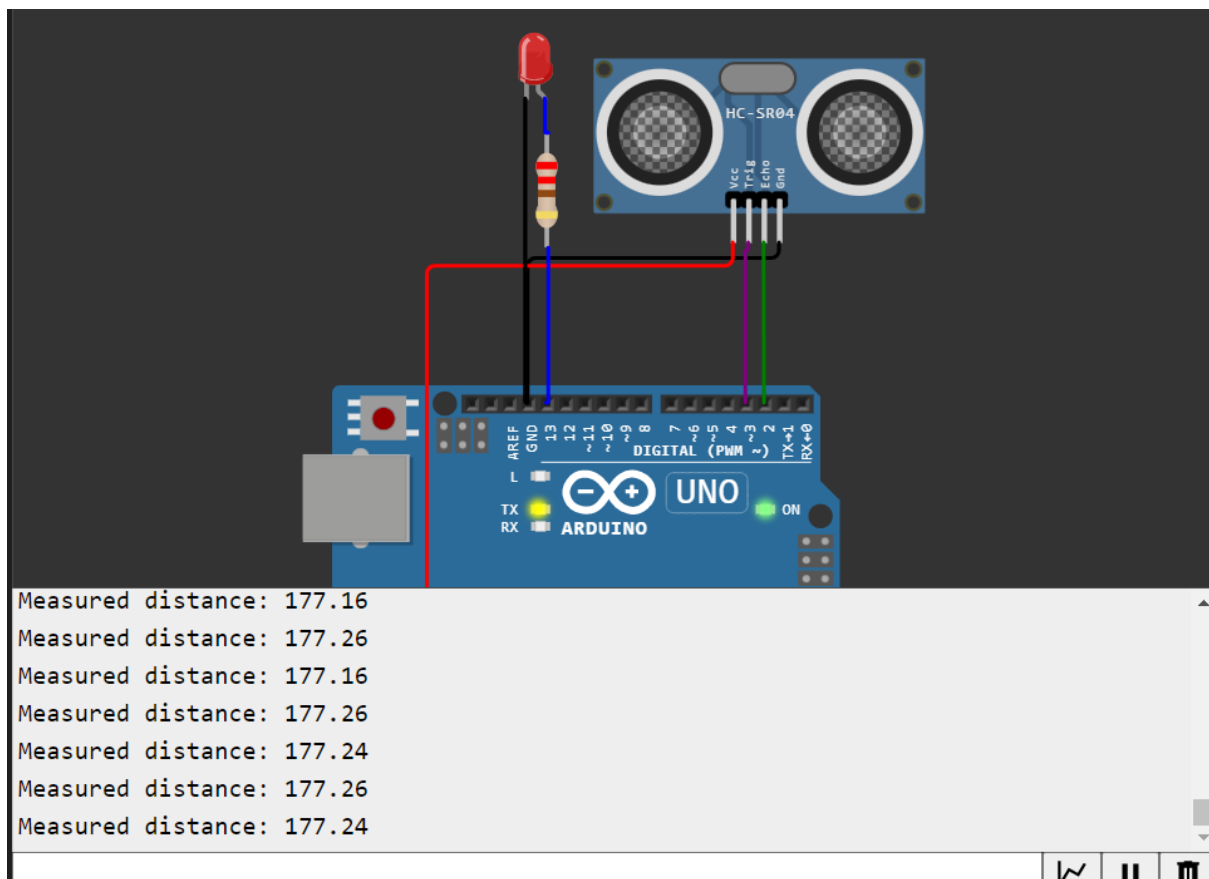 HC-SR04
Vcc
Trig
Echo
Gnd
AREF
GND
13
12
~11
~10
~9
8
7
~6
~5
4
~3
2
TX→1
RX←0
DIGITAL (PWM ~)
L
TX
RX
UNO
ON
ARDUINO
Measured distance: 177.16
Measured distance: 177.26
Measured distance: 177.16
Measured distance: 177.26
Measured distance: 177.24
Measured distance: 177.26
Measured distance: 177.24